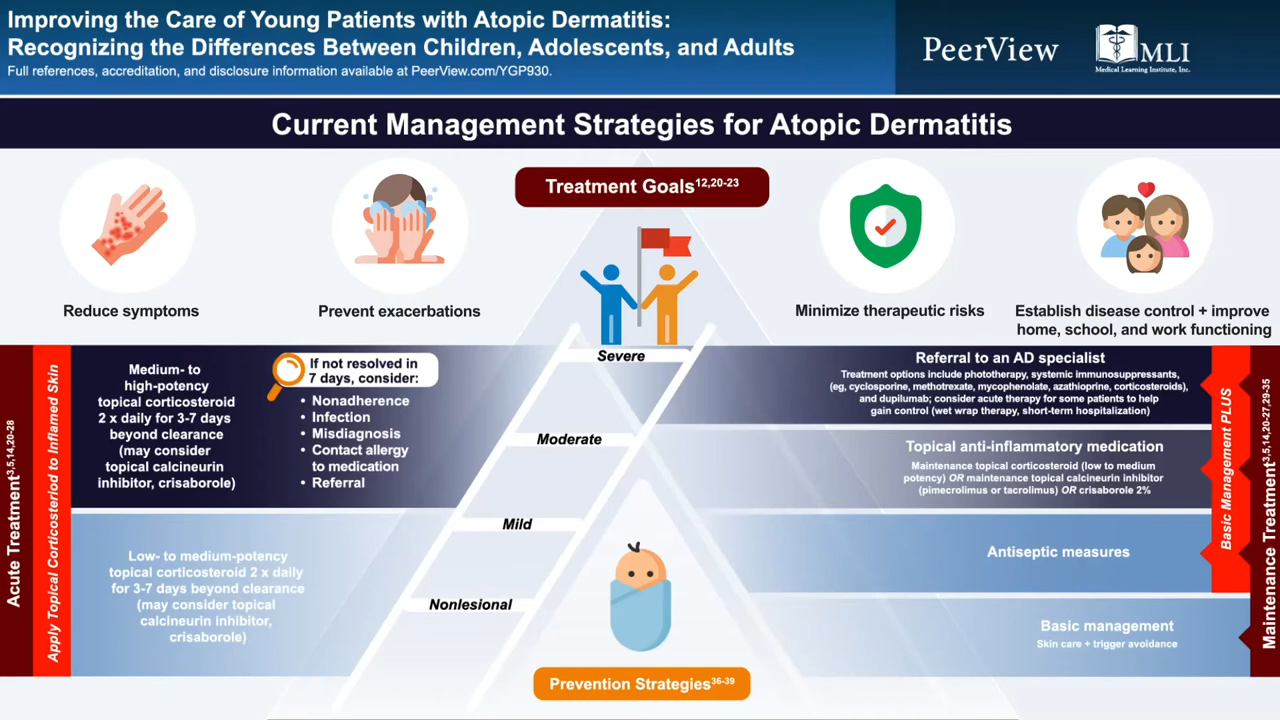 Improving the Care of Young Patients with Atopic Dermatitis:
Recognizing the Differences Between Children, Adolescents, and Adults
Full references, accreditation, and disclosure information available at PeerView.com/YGP930.
PeerView
MLI
Medical Learning Institute, Inc.
Current Management Strategies for Atopic Dermatitis
Treatment Goals12,20-23
Reduce symptoms
Prevent exacerbations
Minimize therapeutic risks
Establish disease control + improve
home, school, and work functioning
Acute Treatment3,5,14,20-28
Apply Topical Corticosteriod to Inflamed Skin
Medium- to
high-potency
topical corticosteroid
2 x daily for 3-7 days
beyond clearance
(may consider
topical calcineurin
inhibitor, crisaborole)
If not resolved in
7 days, consider:
• Nonadherence
• Infection
• Misdiagnosis
• Contact allergy
to medication
• Referral
Low- to medium-potency
topical corticosteroid 2 x daily
for 3-7 days beyond clearance
(may consider topical
calcineurin inhibitor,
crisaborole)
Severe
Moderate
Mild
Nonlesional
Prevention Strategies36-39
Referral to an AD specialist
Treatment options include phototherapy, systemic immunosuppressants,
(eg, cyclosporine, methotrexate, mycophenolate, azathioprine, corticosteroids),
and dupilumab; consider acute therapy for some patients to help
gain control (wet wrap therapy, short-term hospitalization)
Topical anti-inflammatory medication
Maintenance topical corticosteroid (low to medium
potency) OR maintenance topical calcineurin inhibitor
(pimecrolimus or tacrolimus) OR crisaborole 2%
Antiseptic measures
Basic management
Skin care + trigger avoidance
Basic Management PLUS
Maintenance Treatment3,5,14,20-27,29-35